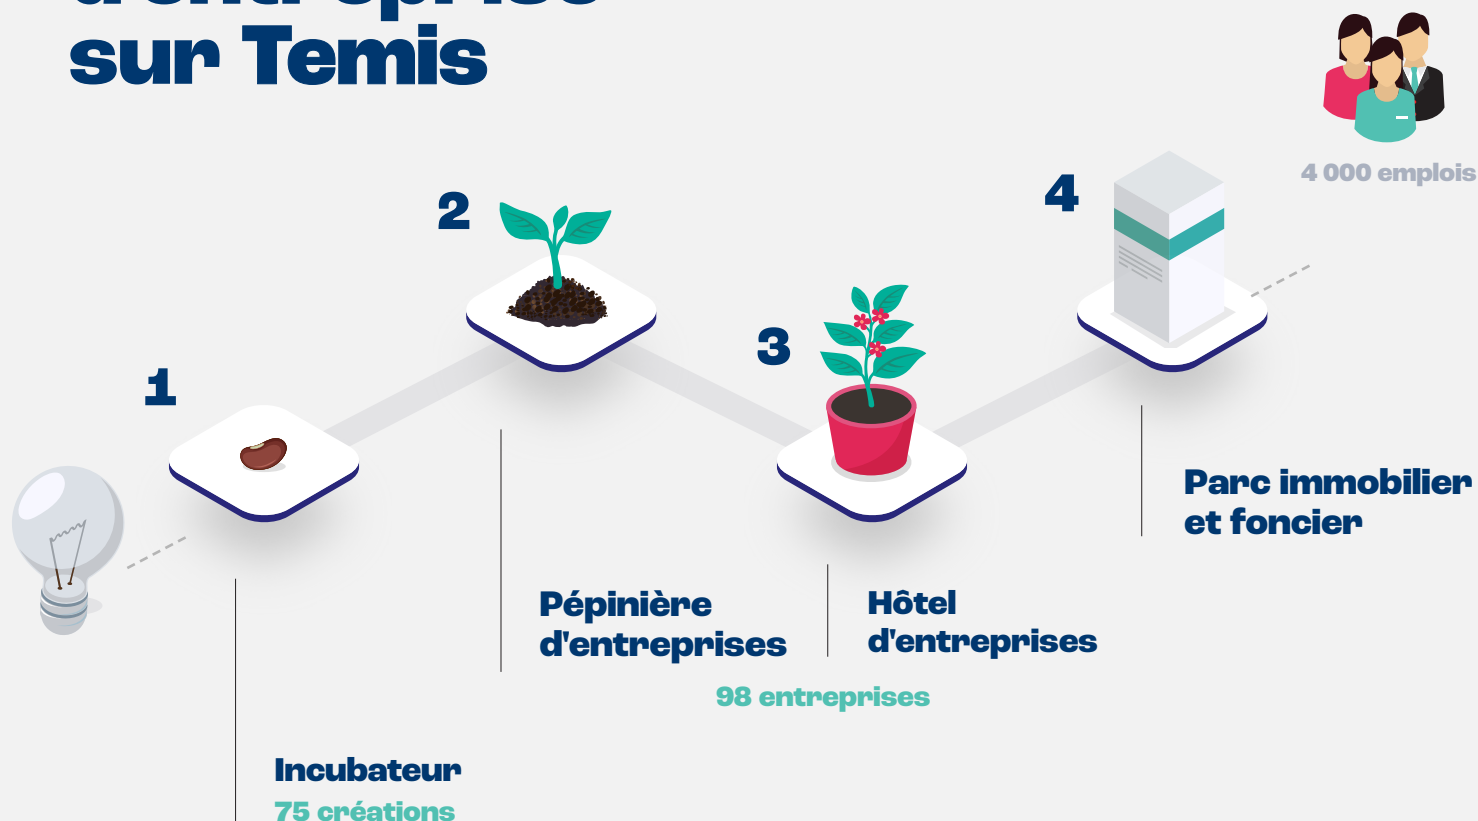 d'entreprise
sur Temis
4 000 emplois
1
2
3
4
Parc immobilier
et foncier
Pépinière
d'entreprises
Hôtel
d'entreprises
98 entreprises
Incubateur
75 créations